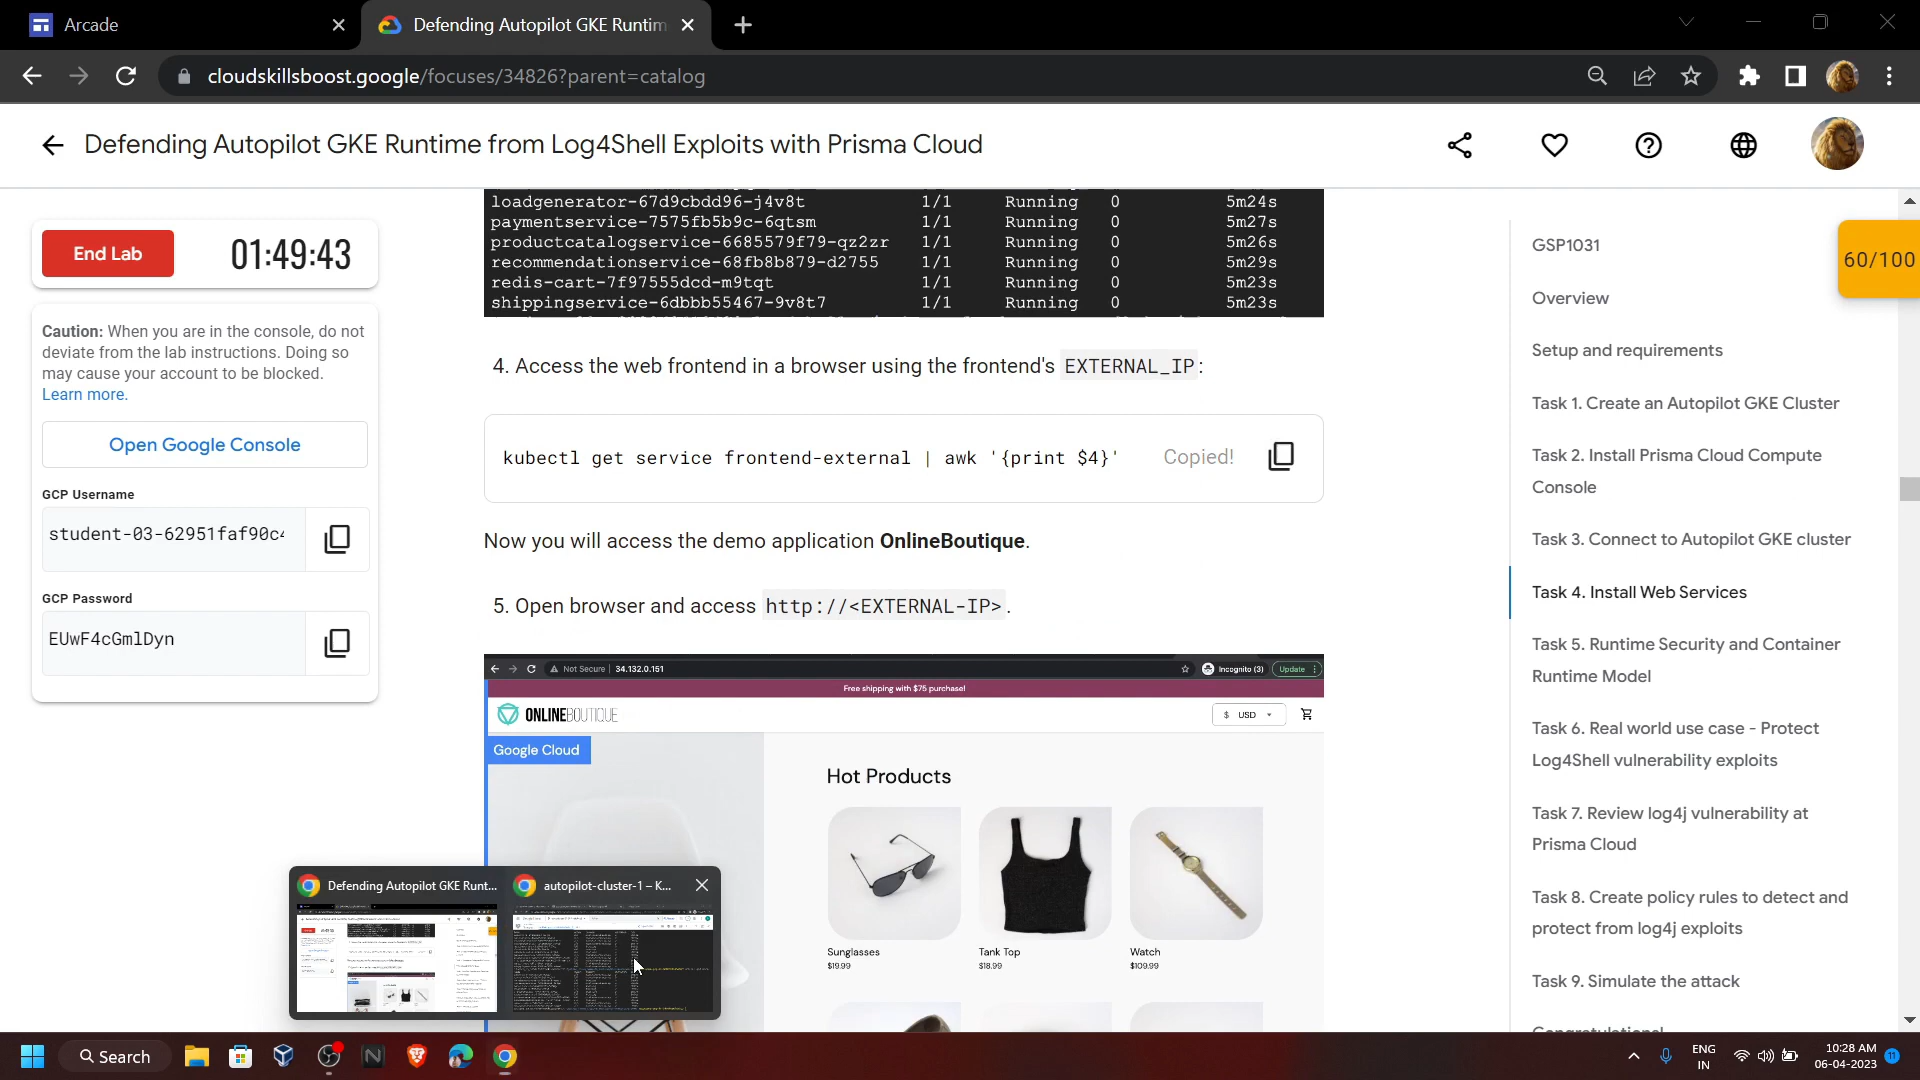 Arcade
Defending Autopilot GKE Runtim
cloudskillsboost.google/focuses/34826?parent=catalog
Defending Autopilot GKE Runtime from Log4Shell Exploits with Prisma Cloud
End Lab
01:49:43
Caution: When you are in the console, do not
deviate from the lab instructions. Doing so
may cause your account to be blocked.
Learn more.
Open Google Console
GCP Username
student-03-62951faf90c4
GCP Password
EUwF4cGmlDyn
loadgenerator-67d9cbdd96-j4v8t 1/1 Running 0 5m24s
paymentservice-7575fb5b9c-6qtsm 1/1 Running 0 5m27s
productcatalogservice-6685579f79-qz2zr 1/1 Running 0 5m26s
recommendationservice-68fb8b879-d2755 1/1 Running 0 5m29s
redis-cart-7f97555dcd-m9tqt 1/1 Running 0 5m23s
shippingservice-6dbbb55467-9v8t7 1/1 Running 0 5m23s
4. Access the web frontend in a browser using the frontend's EXTERNAL_IP:
kubectl get service frontend-external | awk '{print $4}'
Copied!
Now you will access the demo application OnlineBoutique.
5. Open browser and access http://<EXTERNAL-IP>.
Not Secure | 34.132.0.151
Incognito (3)
Update
Free shipping with $75 purchase!
ONLINEBOUTIQUE
$ USD
Google Cloud
Hot Products
Sunglasses
$19.99
Tank Top
$18.99
Watch
$109.99
GSP1031
Overview
Setup and requirements
Task 1. Create an Autopilot GKE Cluster
Task 2. Install Prisma Cloud Compute
Console
Task 3. Connect to Autopilot GKE cluster
Task 4. Install Web Services
Task 5. Runtime Security and Container
Runtime Model
Task 6. Real world use case - Protect
Log4Shell vulnerability exploits
Task 7. Review log4j vulnerability at
Prisma Cloud
Task 8. Create policy rules to detect and
protect from log4j exploits
Task 9. Simulate the attack
60/100
Defending Autopilot GKE Runt...
autopilot-cluster-1 – K...
Search
ENG
IN
10:28 AM
06-04-2023
11